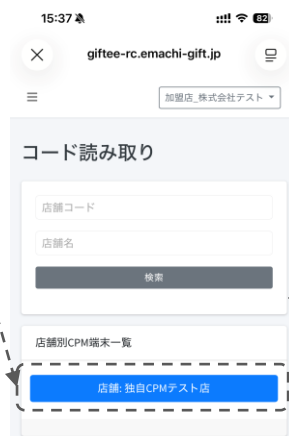 15:37
82
giftee-rc.emachi-gift.jp
加盟店_株式会社テスト
コード読み取り
店舗コード
店舗名
検索
店舗別CPM端末一覧
店舗: 独自CPMテスト店